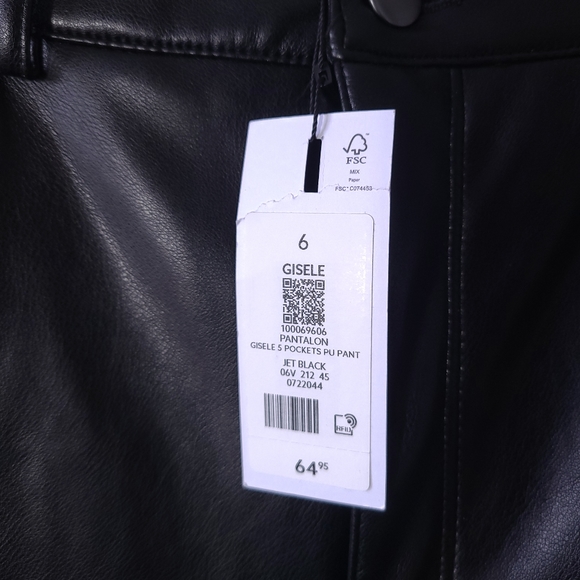 FSC
MIX
Paper
FSC® C074653
6
GISELE
100069606
PANTALON
GISELE 5 POCKETS PU PANT
JET BLACK
06V 212 45
0722044
RFID
64 95